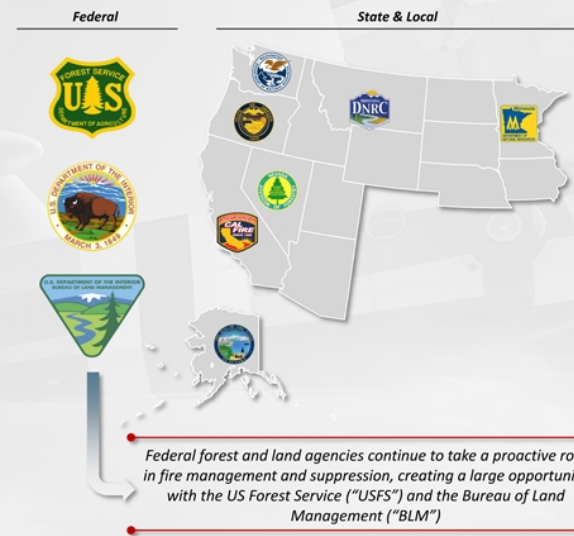 Federal
State & Local
FOREST SERVICE
US
DEPARTMENT OF AGRICULTURE
U.S. DEPARTMENT OF THE INTERIOR
MARCH 3, 1849
U.S. DEPARTMENT OF THE INTERIOR
BUREAU OF LAND MANAGEMENT
DNRC
Minnesota
CAL
FIRE
Federal forest and land agencies continue to take a proactive ro
in fire management and suppression, creating a large opportuni
with the US Forest Service (“USFS”) and the Bureau of Land
Management (“BLM”)